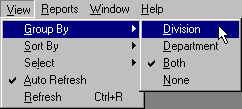 View Reports Window Help
Group By Division
Sort By Department
Select Both
Auto Refresh None
Refresh Ctrl+R